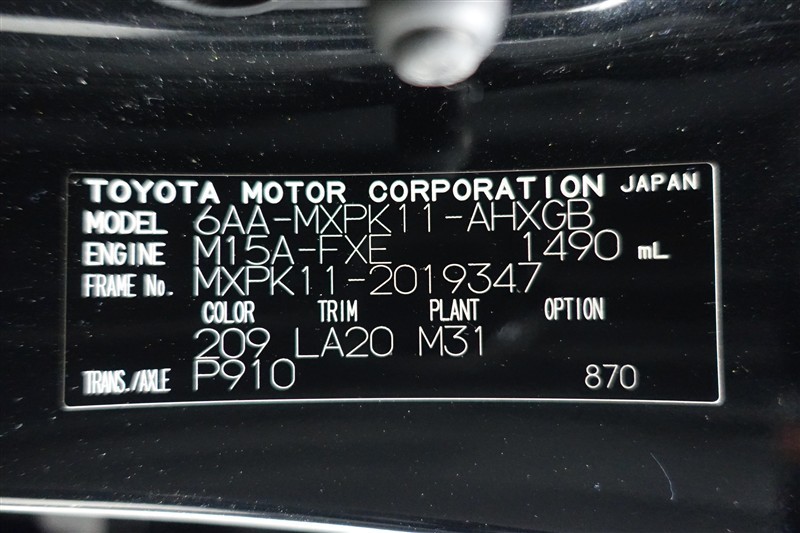 TOYOTA MOTOR CORPORATION JAPAN
MODEL 6AA-MXPK11-AHXGB
ENGINE M15A-FXE 1490 mL
FRAME No. MXPK11-2019347
COLOR TRIM PLANT OPTION
209 LA20 M31
TRANS./AXLE P910 870